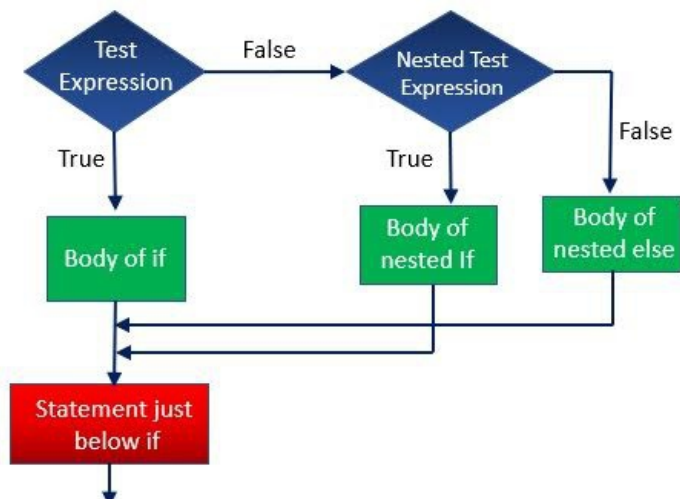 Test
Expression
False
Nested Test
Expression
True
True
False
Body of if
Body of
nested If
Body of
nested else
Statement just
below if